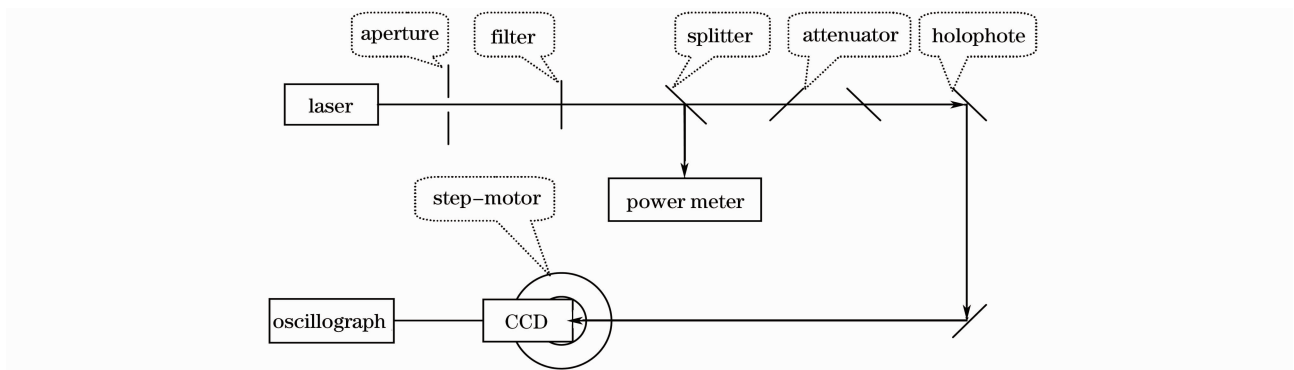 aperture
filter
splitter
attenuator
holophote
laser
step-motor
power meter
oscillograph
CCD